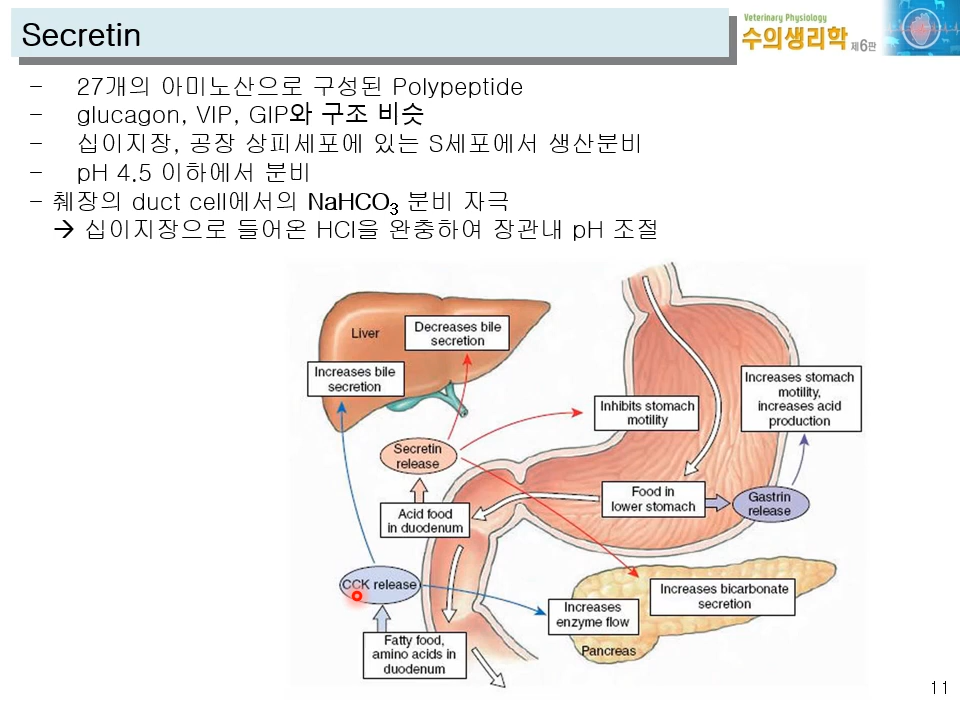 Secretin
Veterinary Physiology
수의생리학 제6판
- 27개의 아미노산으로 구성된 Polypeptide
- glucagon, VIP, GIP와 구조 비슷
- 십이지장, 공장 상피세포에 있는 S세포에서 생산분비
- pH 4.5 이하에서 분비
- 췌장의 duct cell에서의 NaHCO₃ 분비 자극
→ 십이지장으로 들어온 HCl을 완충하여 장관내 pH 조절
Liver
Decreases bile
secretion
Increases bile
secretion
Inhibits stomach
motility
Increases stomach
motility,
increases acid
production
Secretin
release
Food in
lower stomach
Gastrin
release
Acid food
in duodenum
CCK release
Increases
enzyme flow
Increases bicarbonate
secretion
Pancreas
Fatty food,
amino acids in
duodenum
11